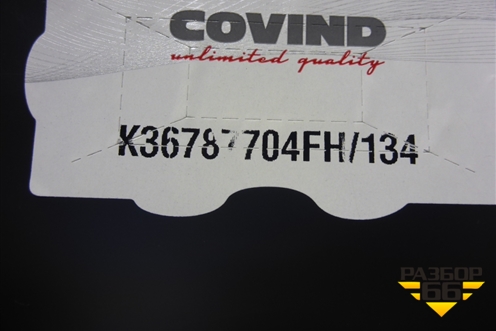 COVIND
unlimited quality
K36787704FH/134
РАЗБОР
66